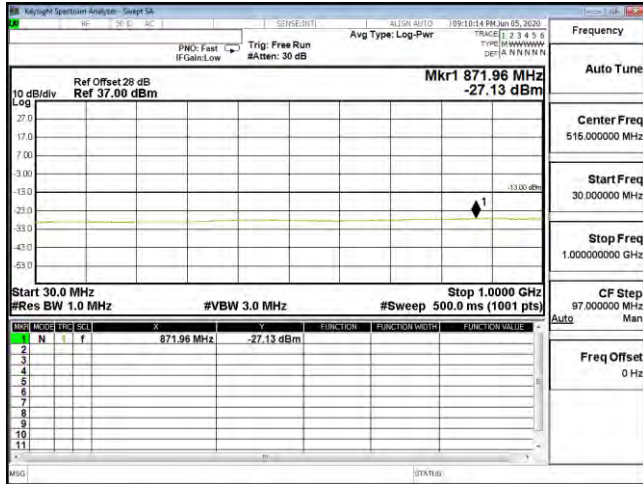 Keysight Spectrum Analyzer - Swept SA
RF 50 Ω AC SENSE:INT ALIGN AUTO 09:10:14 PM Jun 05, 2020
Frequency
PNO: Fast
IFGain:Low
Trig: Free Run
#Atten: 30 dB
Avg Type: Log-Pwr
TRACE 1 2 3 4 5 6
TYPE M WWWWW
DET A N N N N N
Auto Tune
Ref Offset 28 dB
10 dB/div Ref 37.00 dBm
Log
Mkr1 871.96 MHz
-27.13 dBm
27.0
17.0
7.00
-3.00
-13.0
-23.0
-33.0
-43.0
-53.0
-13.00 dBm
1
Center Freq
515.000000 MHz
Start Freq
30.000000 MHz
Stop Freq
1.000000000 GHz
Start 30.0 MHz Stop 1.0000 GHz
#Res BW 1.0 MHz #VBW 3.0 MHz #Sweep 500.0 ms (1001 pts)
CF Step
97.000000 MHz
Auto Man
MKR MODE TRC SCL X Y FUNCTION FUNCTION WIDTH FUNCTION VALUE
1 N 1 f 871.96 MHz -27.13 dBm
2
3
4
5
6
7
8
9
10
11
Freq Offset
0 Hz
MSG STATUS